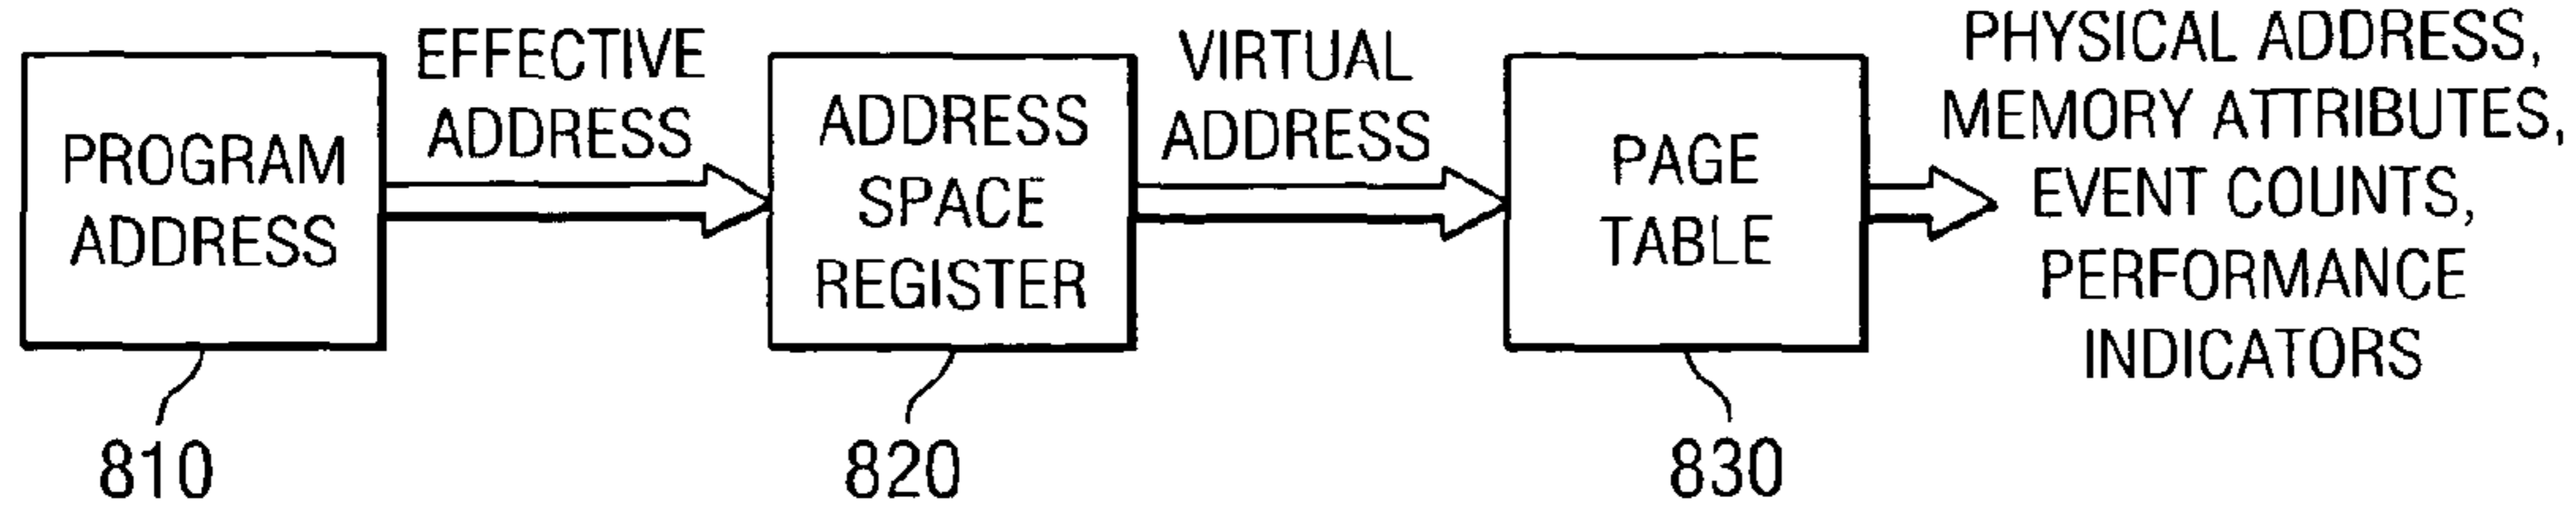 PROGRAM
ADDRESS
EFFECTIVE
ADDRESS
ADDRESS
SPACE
REGISTER
VIRTUAL
ADDRESS
PAGE
TABLE
PHYSICAL ADDRESS,
MEMORY ATTRIBUTES,
EVENT COUNTS,
PERFORMANCE
INDICATORS
810
820
830